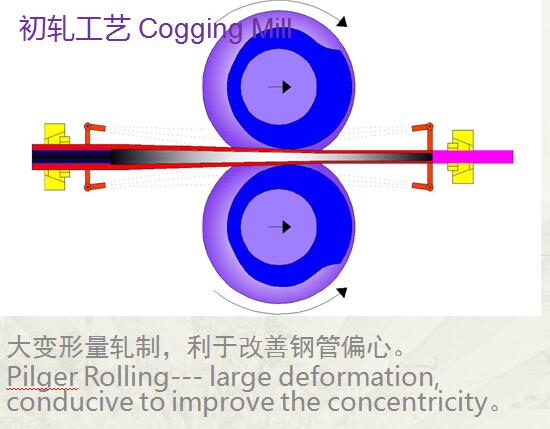 初轧工艺 Cogging Mill
大变形量轧制，利于改善钢管偏心。
Pilger Rolling--- large deformation,
conducive to improve the concentricity。